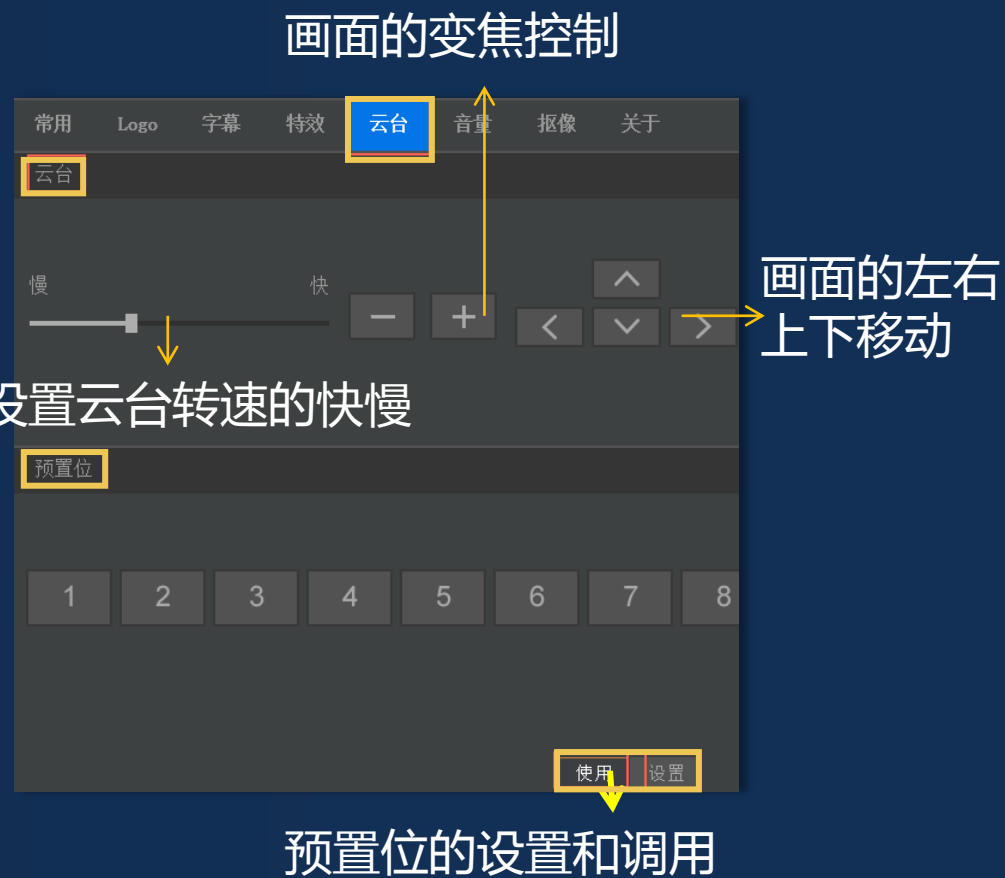 画面的变焦控制
常用 Logo 字幕 特效 云台 音量 抠像 关于
云台
慢 快
− +
画面的左右
上下移动
设置云台转速的快慢
预置位
1 2 3 4 5 6 7 8
使用 设置
预置位的设置和调用